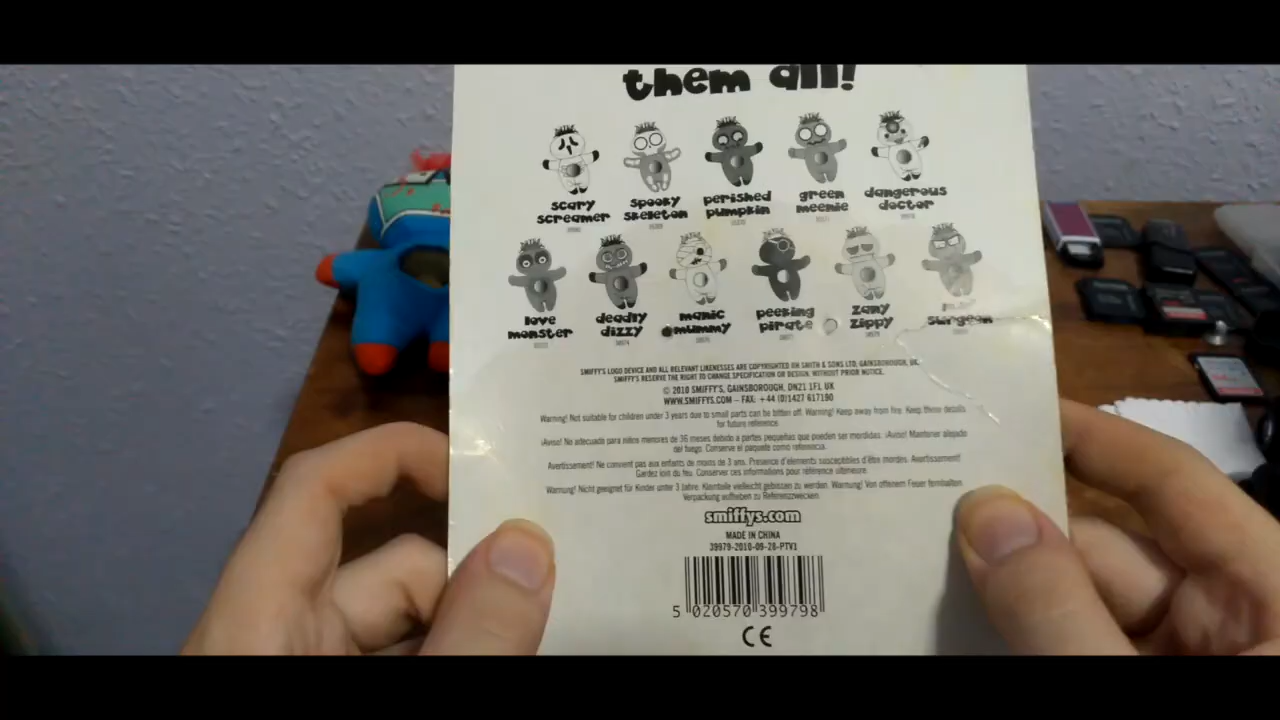 them all!
scary screamer
spooky skeleton
perished pumpkin
green meenie
dangerous doctor
love monster
deadly dizzy
38974
manic mummy
peeking pirate
zany zippy
surgeon
SMIFFY'S LOGO DEVICE AND ALL RELEVANT LIKENESSES ARE COPYRIGHTED RH SMITH & SONS LTD, GAINSBOROUGH, UK.
SMIFFY'S RESERVE THE RIGHT TO CHANGE SPECIFICATION OR DESIGN, WITHOUT PRIOR NOTICE.
© 2010 SMIFFY'S, GAINSBOROUGH, DN21 1FL UK
WWW.SMIFFYS.COM – FAX: +44 (0)1427 617190
Warning! Not suitable for children under 3 years due to small parts can be bitten off. Warning! Keep away from fire. Keep these details
for future reference.
¡Aviso! No adecuado para niños menores de 36 meses debido a partes pequeñas que pueden ser mordidas. ¡Aviso! Mantener alejado
del fuego. Conserve el paquete como referencia.
Avertissement! Ne convient pas aux enfants de moins de 3 ans. Presence d'elements susceptibles d'être mordes. Avertissement!
Gardez loin du feu. Conserver ces informations pour référence ultérieure.
Warnung! Nicht geeignet für Kinder unter 3 Jahre. Kleinteile vielleicht gebissen zu werden. Warnung! Von offenem Feuer fernhalten.
Verpackung aufheben zu Referenzzwecken.
smiffys.com
MADE IN CHINA
39979-2010-09-28-PTV1
5 020570 399798
CE